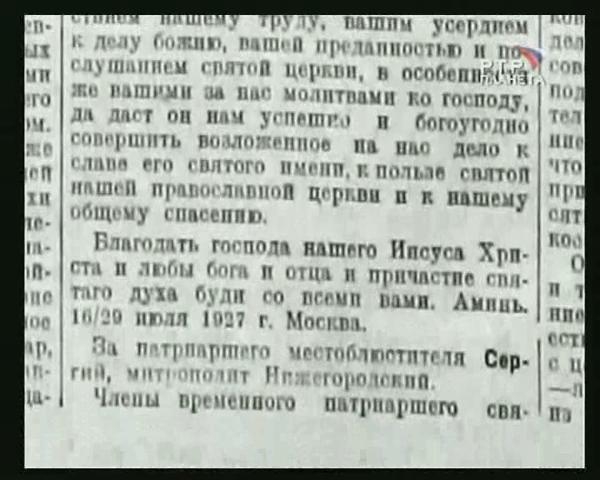 ствием нашему труду, вашим усердием
к делу божию, вашей преданностью и по-
слушанием святой церкви, в особенности
же вашими за нас молитвами ко господу,
да даст он нам успешно и богоугодно
совершить возложенное на нас дело к
славе его святого имени, к пользе святой
нашей православной церкви и к нашему
общему спасению.
Благодать господа нашего Иисуса Хри-
ста и любы бога и отца и причастие свя-
таго духа буди со всеми вами. Аминь.
16/29 июля 1927 г. Москва.
За патриаршего местоблюстителя Сер-
гий, митрополит Нижегородский.
Члены временного патриаршего свя-
РТР
ПЛАНЕТА